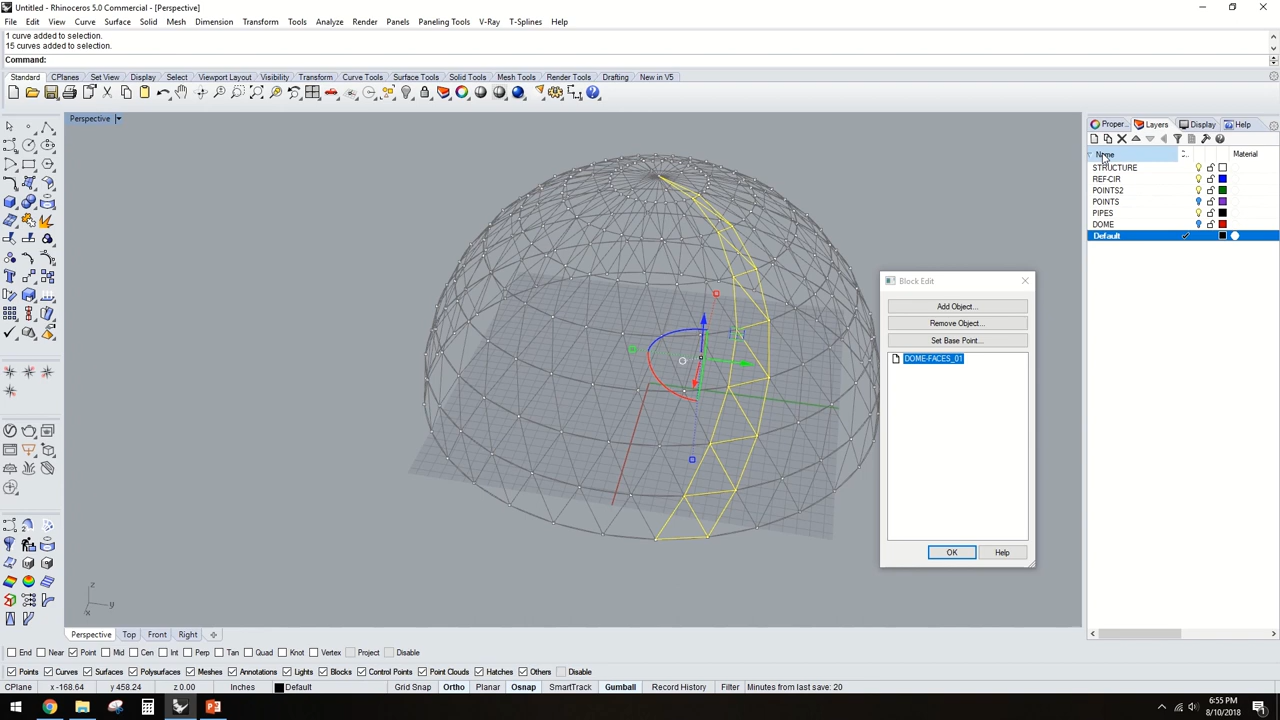 Untitled - Rhinoceros 5.0 Commercial - [Perspective]
File Edit View Curve Surface Solid Mesh Dimension Transform Tools Analyze Render Panels Paneling Tools V-Ray T-Splines Help
1 curve added to selection.
15 curves added to selection.
Command:
Standard CPlanes Set View Display Select Viewport Layout Visibility Transform Curve Tools Surface Tools Solid Tools Mesh Tools Render Tools Drafting New in V5
Perspective
Proper... Layers Display Help
Name Material
STRUCTURE
REF-CIR
POINTS2
POINTS
PIPES
DOME
Default
Block Edit
Add Object...
Remove Object...
Set Base Point...
DOME-FACES_01
OK Help
z
y
x
Perspective Top Front Right
End Near Point Mid Cen Int Perp Tan Quad Knot Vertex Project Disable
Points Curves Surfaces Polysurfaces Meshes Annotations Lights Blocks Control Points Point Clouds Hatches Others Disable
CPlane x -168.64 y 458.24 z 0.00 Inches Default Grid Snap Ortho Planar Osnap SmartTrack Gumball Record History Filter Minutes from last save: 20
6:55 PM
8/10/2018